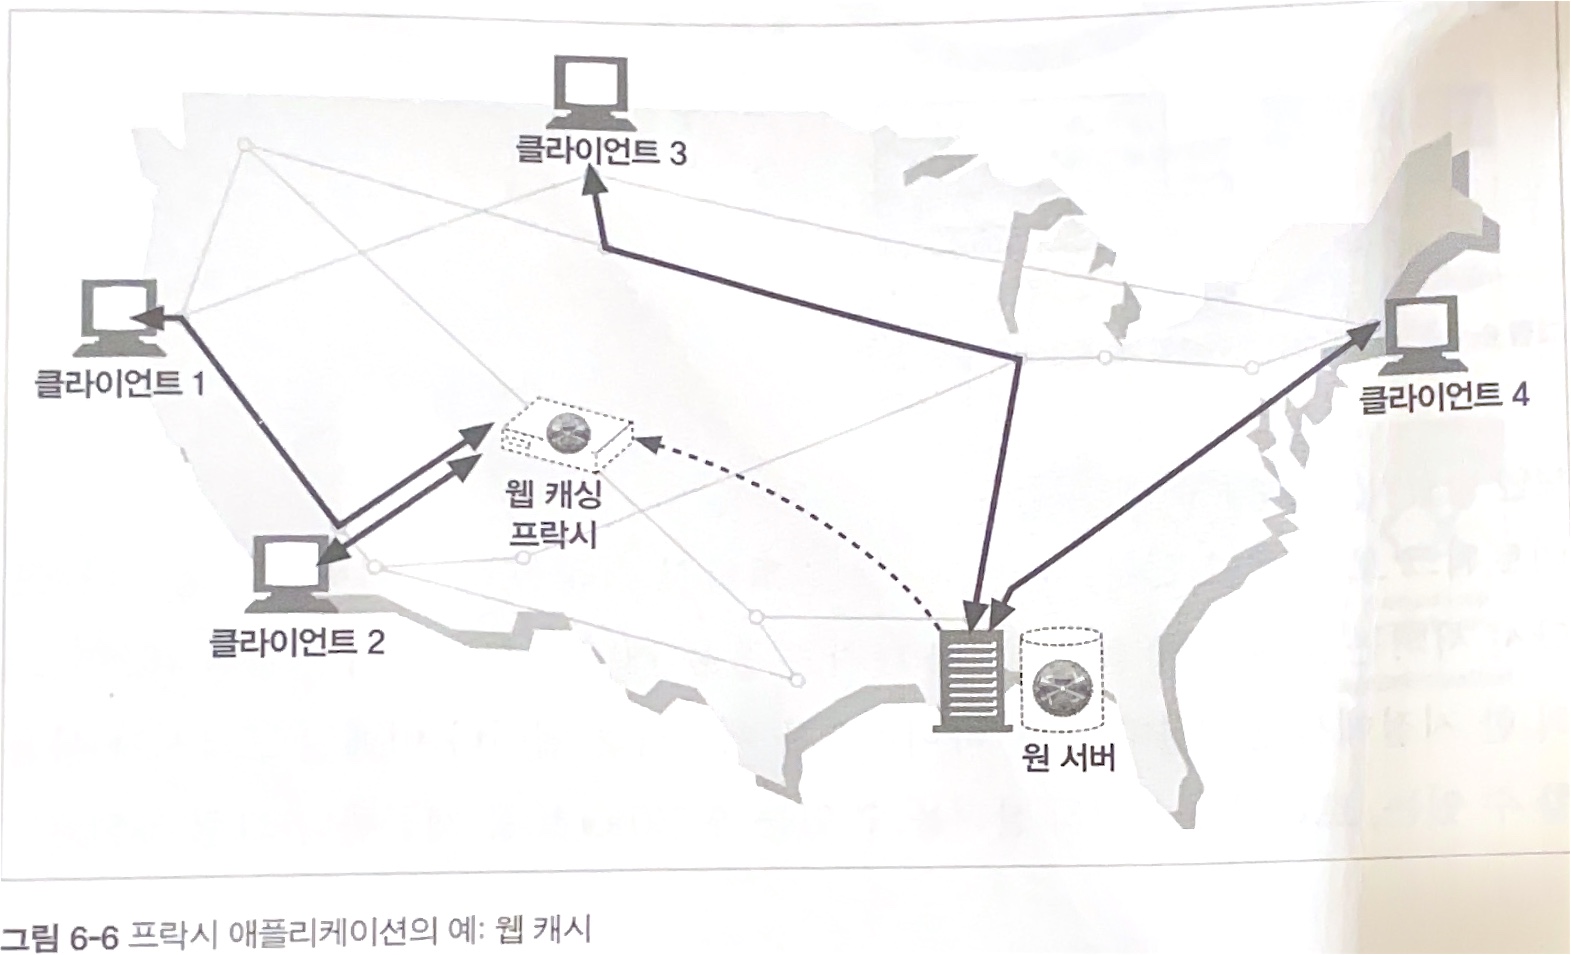 클라이언트 3
클라이언트 1
클라이언트 4
웹 캐싱
프락시
클라이언트 2
원 서버
그림 6-6 프락시 애플리케이션의 예: 웹 캐시